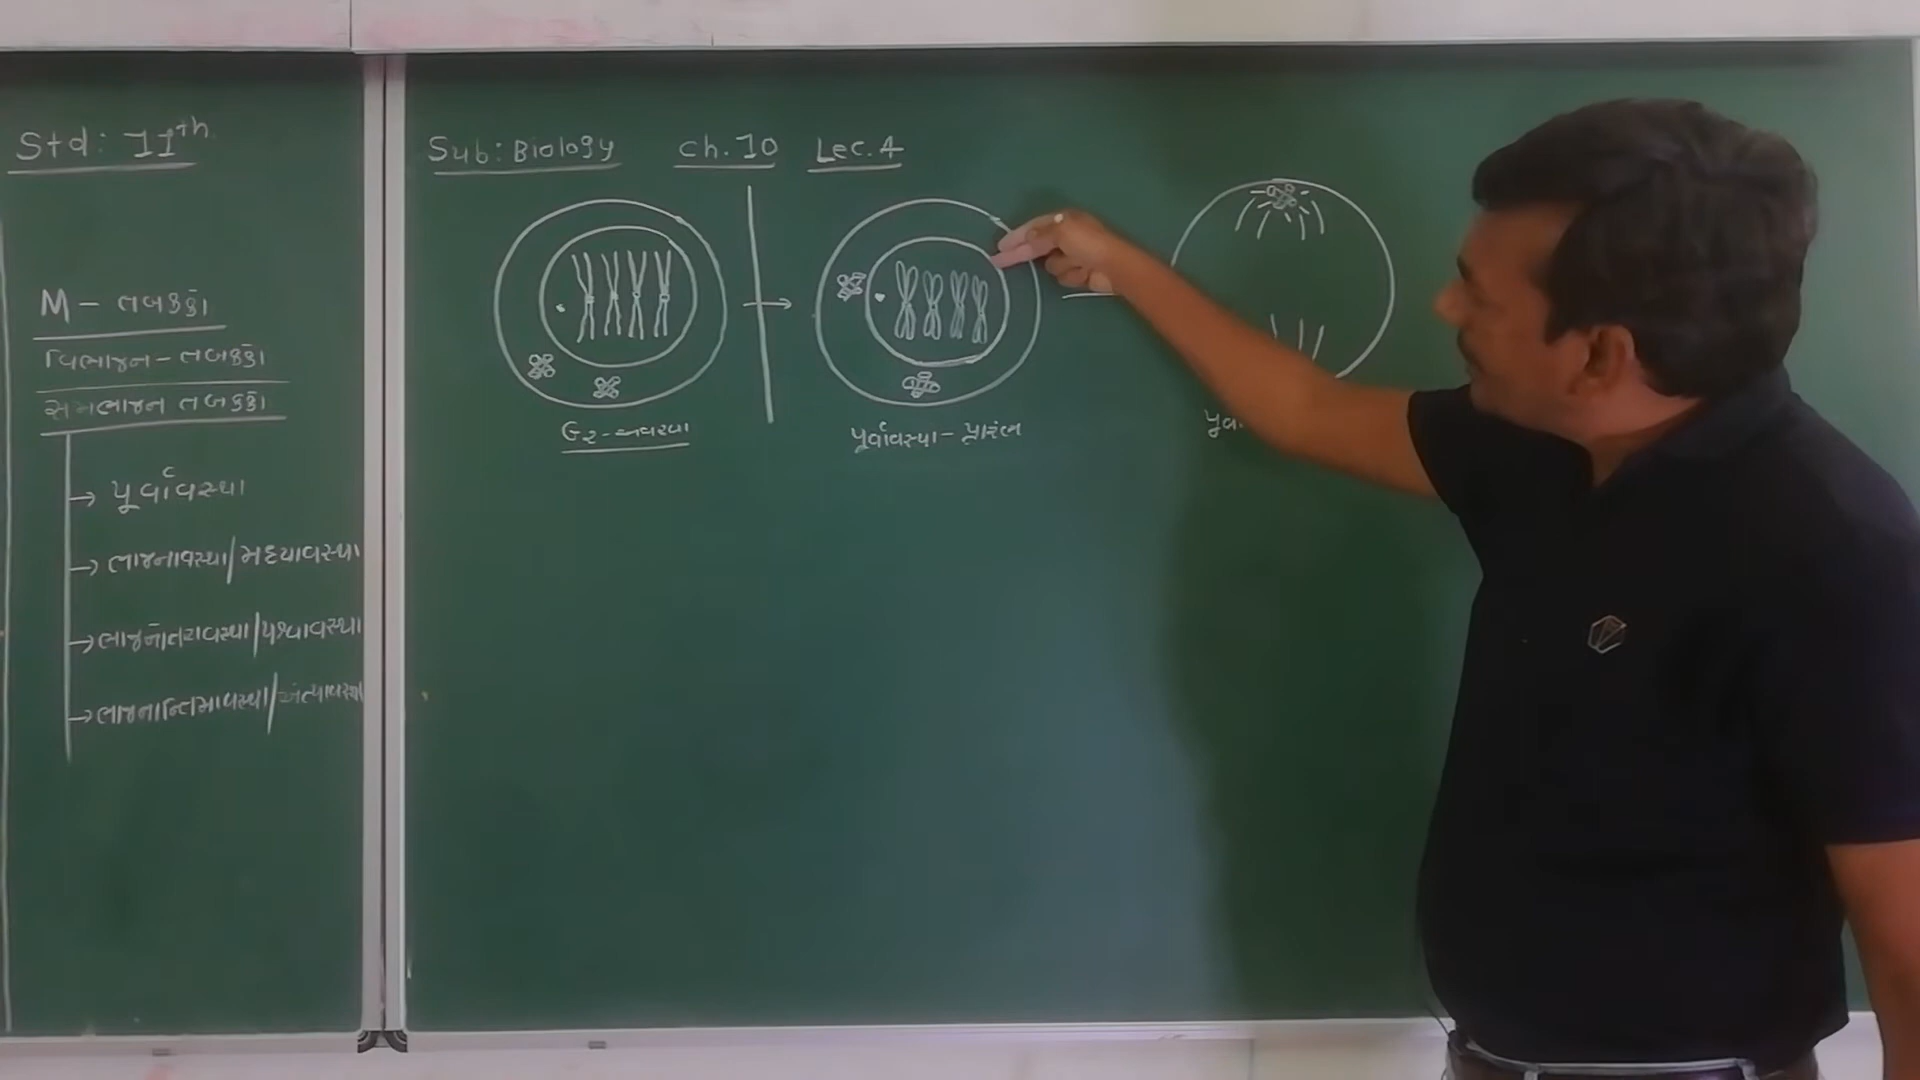 Std: 11th
M - તબક્કો
વિભાજન - તબક્કો
સમભાજન તબક્કો
→ પૂર્વાવસ્થા
→ ભાજનાવસ્થા/મધ્યાવસ્થા
→ ભાજનોત્તરાવસ્થા/પશ્ચાવસ્થા
→ ભાજનાન્તિમાવસ્થા/અંત્યાવસ્થા
Sub: Biology Ch. 10 Lec. 4
G2 - અવસ્થા
પૂર્વાવસ્થા - પ્રારંભ